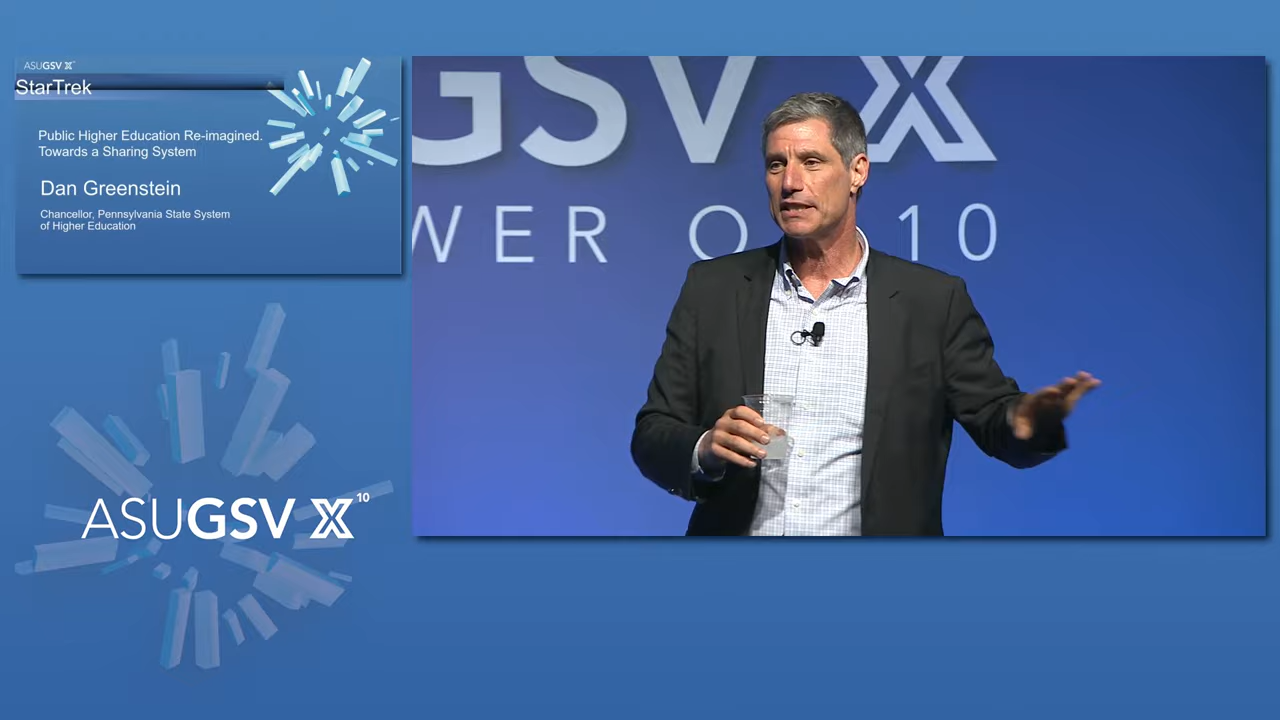 ASUGSV X
StarTrek
Public Higher Education Re-imagined.
Towards a Sharing System
Dan Greenstein
Chancellor, Pennsylvania State System
of Higher Education
GSV X
WER O 10
ASUGSV X 10